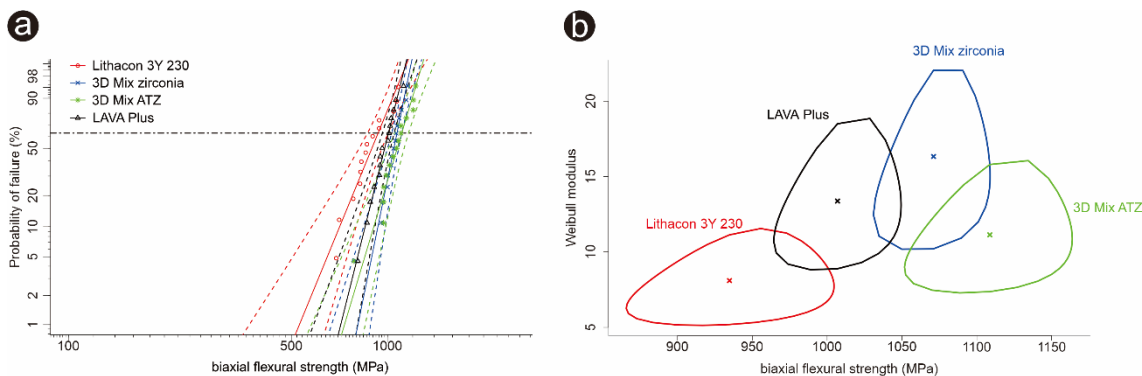 a
Lithacon 3Y 230
3D Mix zirconia
3D Mix ATZ
LAVA Plus
Probability of failure (%)
98
90
50
10
5
2
1
100
500
1000
biaxial flexural strength (MPa)
b
3D Mix zirconia
LAVA Plus
3D Mix ATZ
Lithacon 3Y 230
Weibull modulus
20
15
10
5
900
950
1000
1050
1100
1150
biaxial flexural strength (MPa)